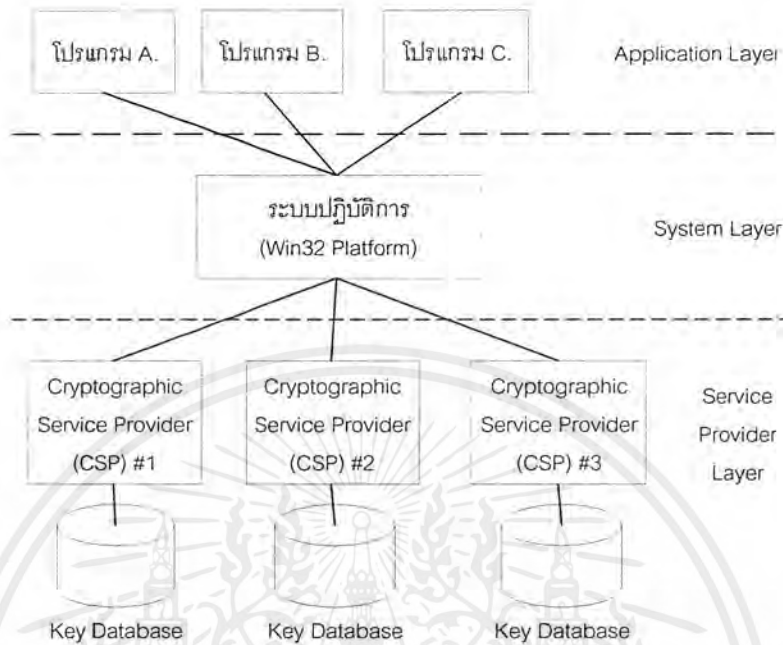 โปรแกรม A. โปรแกรม B. โปรแกรม C. Application Layer
ระบบปฏิบัติการ
(Win32 Platform)
System Layer
Cryptographic
Service Provider
(CSP) #1
Cryptographic
Service Provider
(CSP) #2
Cryptographic
Service Provider
(CSP) #3
Service
Provider
Layer
Key Database Key Database Key Database